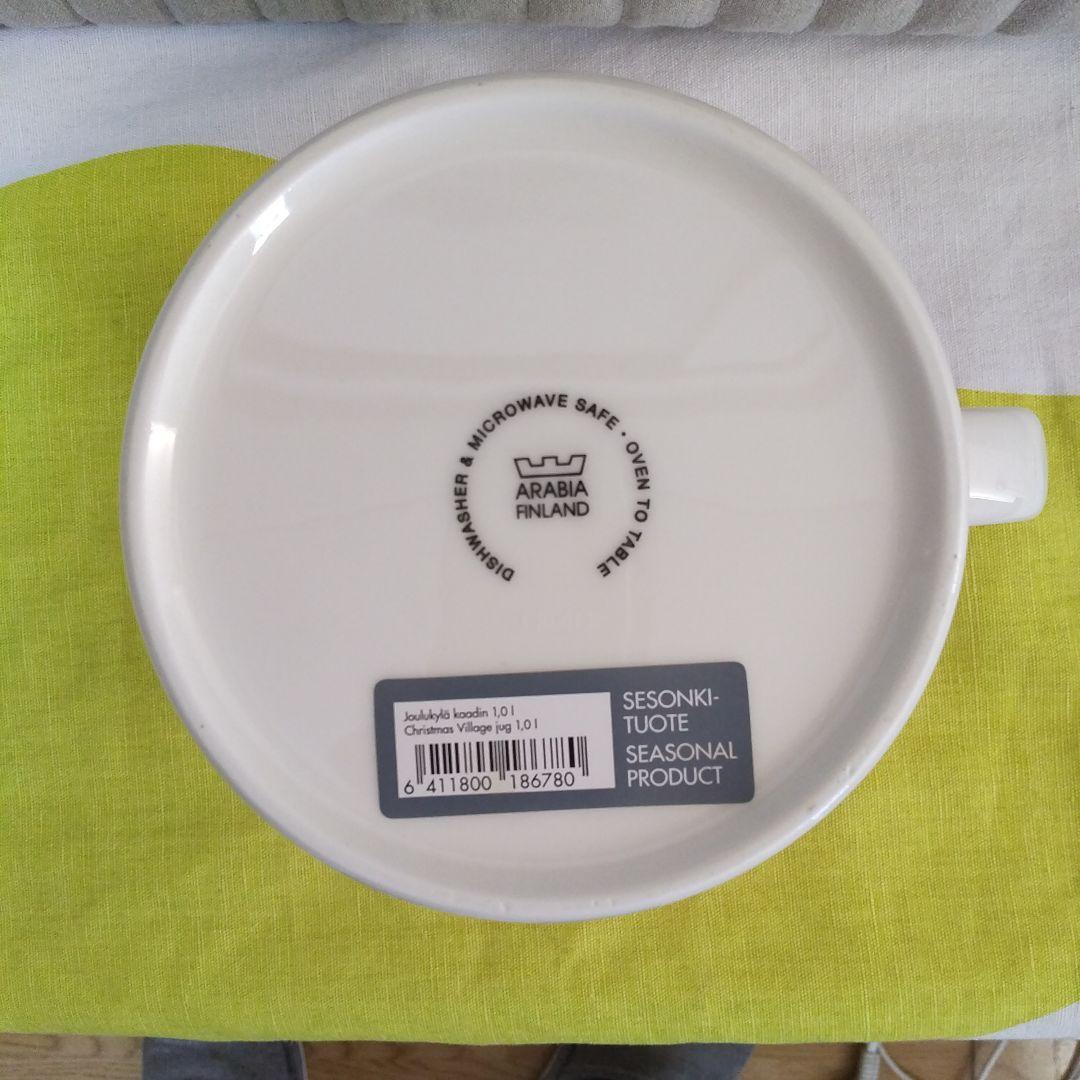 DISHWASHER & MICROWAVE SAFE · OVEN TO TABLE
ARABIA
FINLAND
Joulukylä kaadin 1,0 l
Christmas Village jug 1,0 l
6 411800 186780
SESONKI-
TUOTE
SEASONAL
PRODUCT